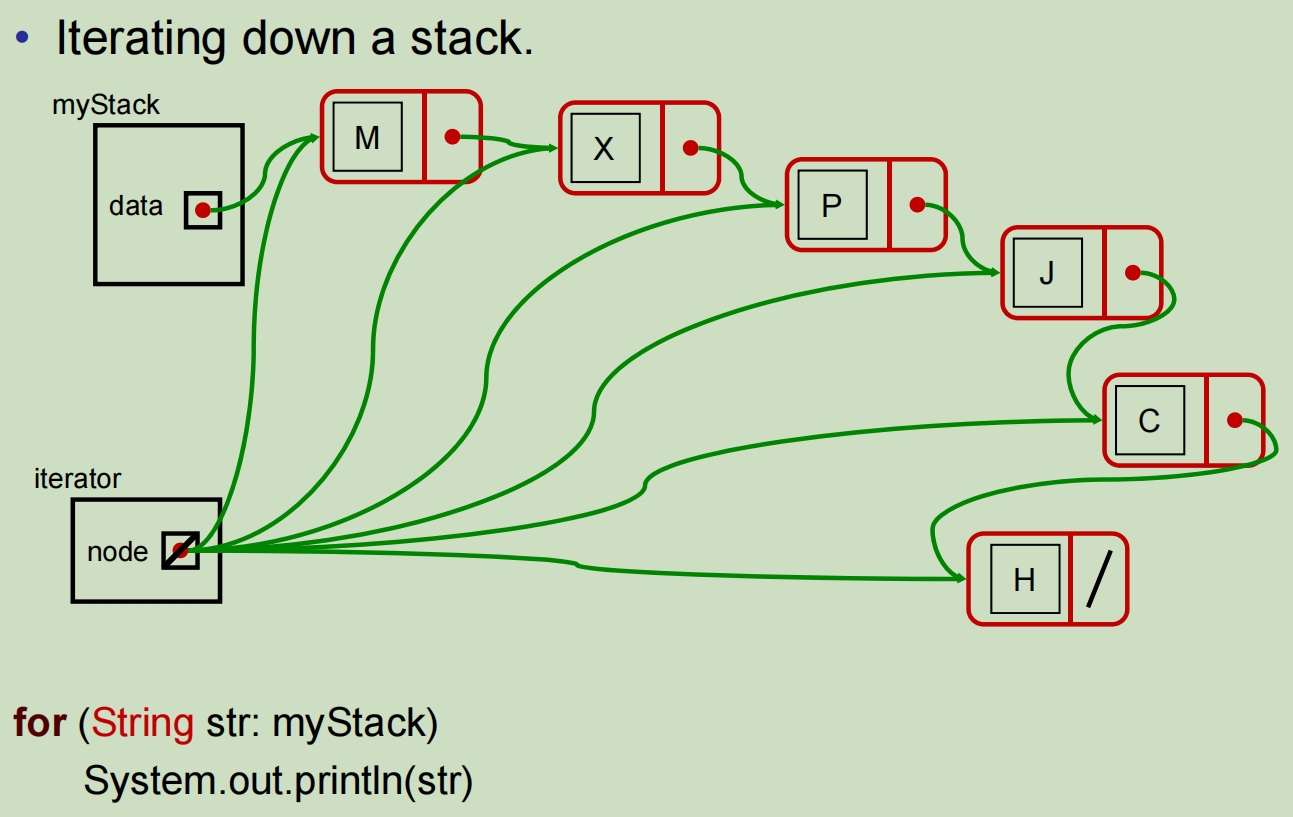 • Iterating down a stack.
myStack
M
X
data
P
J
C
iterator
node
H
for (String str: myStack)
System.out.println(str)